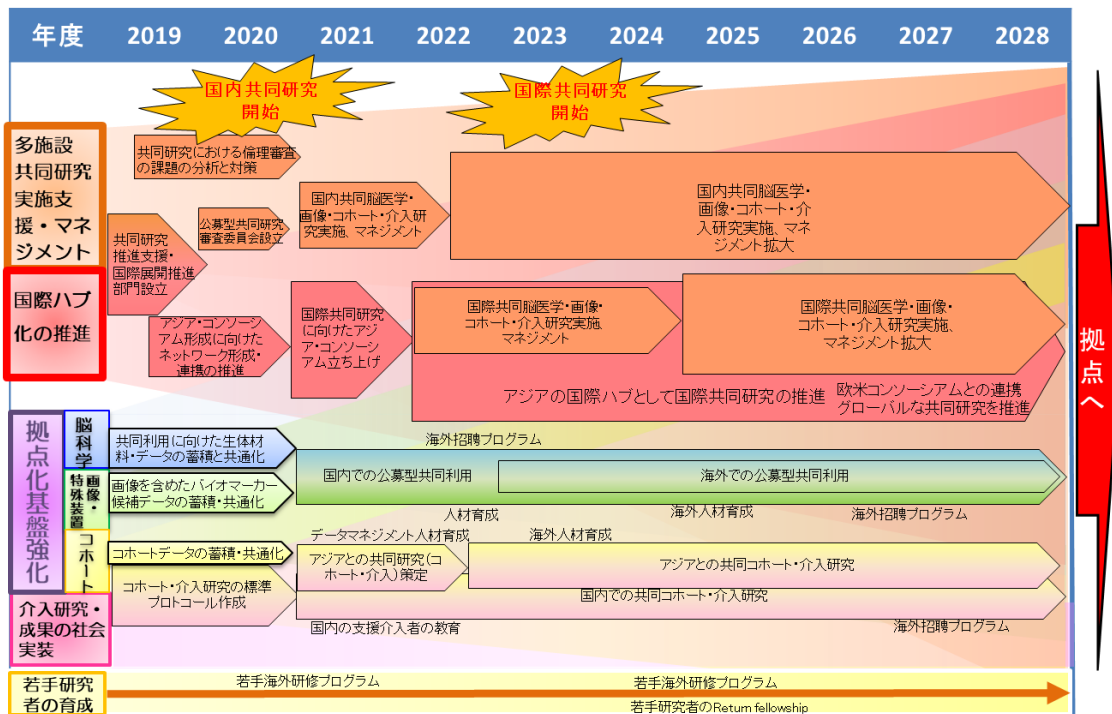 年度 2019 2020 2021 2022 2023 2024 2025 2026 2027 2028
国内共同研究
開始
国際共同研究
開始
多施設
共同研究
実施支
援・マネ
ジメント
共同研究における倫理審査
の課題の分析と対策
公募型共同研究
審査委員会設立
共同研究
推進支援・
国際展開推進
部門設立
国内共同脳医学・
画像・コホート・介入研
究実施、マネジメント
国内共同脳医学・
画像・コホート・介
入研究実施、マネ
ジメント拡大
国際ハブ
化の推進
アジア・コンソーシ
アム形成に向けた
ネットワーク形成・
連携の推進
国際共同研究
に向けたアジ
ア・コンソーシ
アム立ち上げ
国際共同脳医学・画像・
コホート・介入研究実施、
マネジメント
国際共同脳医学・画像・
コホート・介入研究実施、
マネジメント拡大
アジアの国際ハブとして国際共同研究の推進
欧米コンソーシアムとの連携
グローバルな共同研究を推進
拠点へ
拠点化基盤強化
脳科学
共同利用に向けた生体材
料・データの蓄積と共通化
海外招聘プログラム
国内での公募型共同利用
海外での公募型共同利用
画像・
特殊装置
画像を含めたバイオマーカー
候補データの蓄積・共通化
人材育成
海外人材育成
海外招聘プログラム
コホート
データマネジメント人材育成
海外人材育成
コホートデータの蓄積・共通化
アジアとの共同研究(コ
ホート・介入)策定
アジアとの共同コホート・介入研究
コホート・介入研究の標準
プロトコール作成
国内での共同コホート・介入研究
介入研究・
成果の社会
実装
国内の支援介入者の教育
海外招聘プログラム
若手研究
者の育成
若手海外研修プログラム
若手海外研修プログラム
若手研究者のReturn fellowship